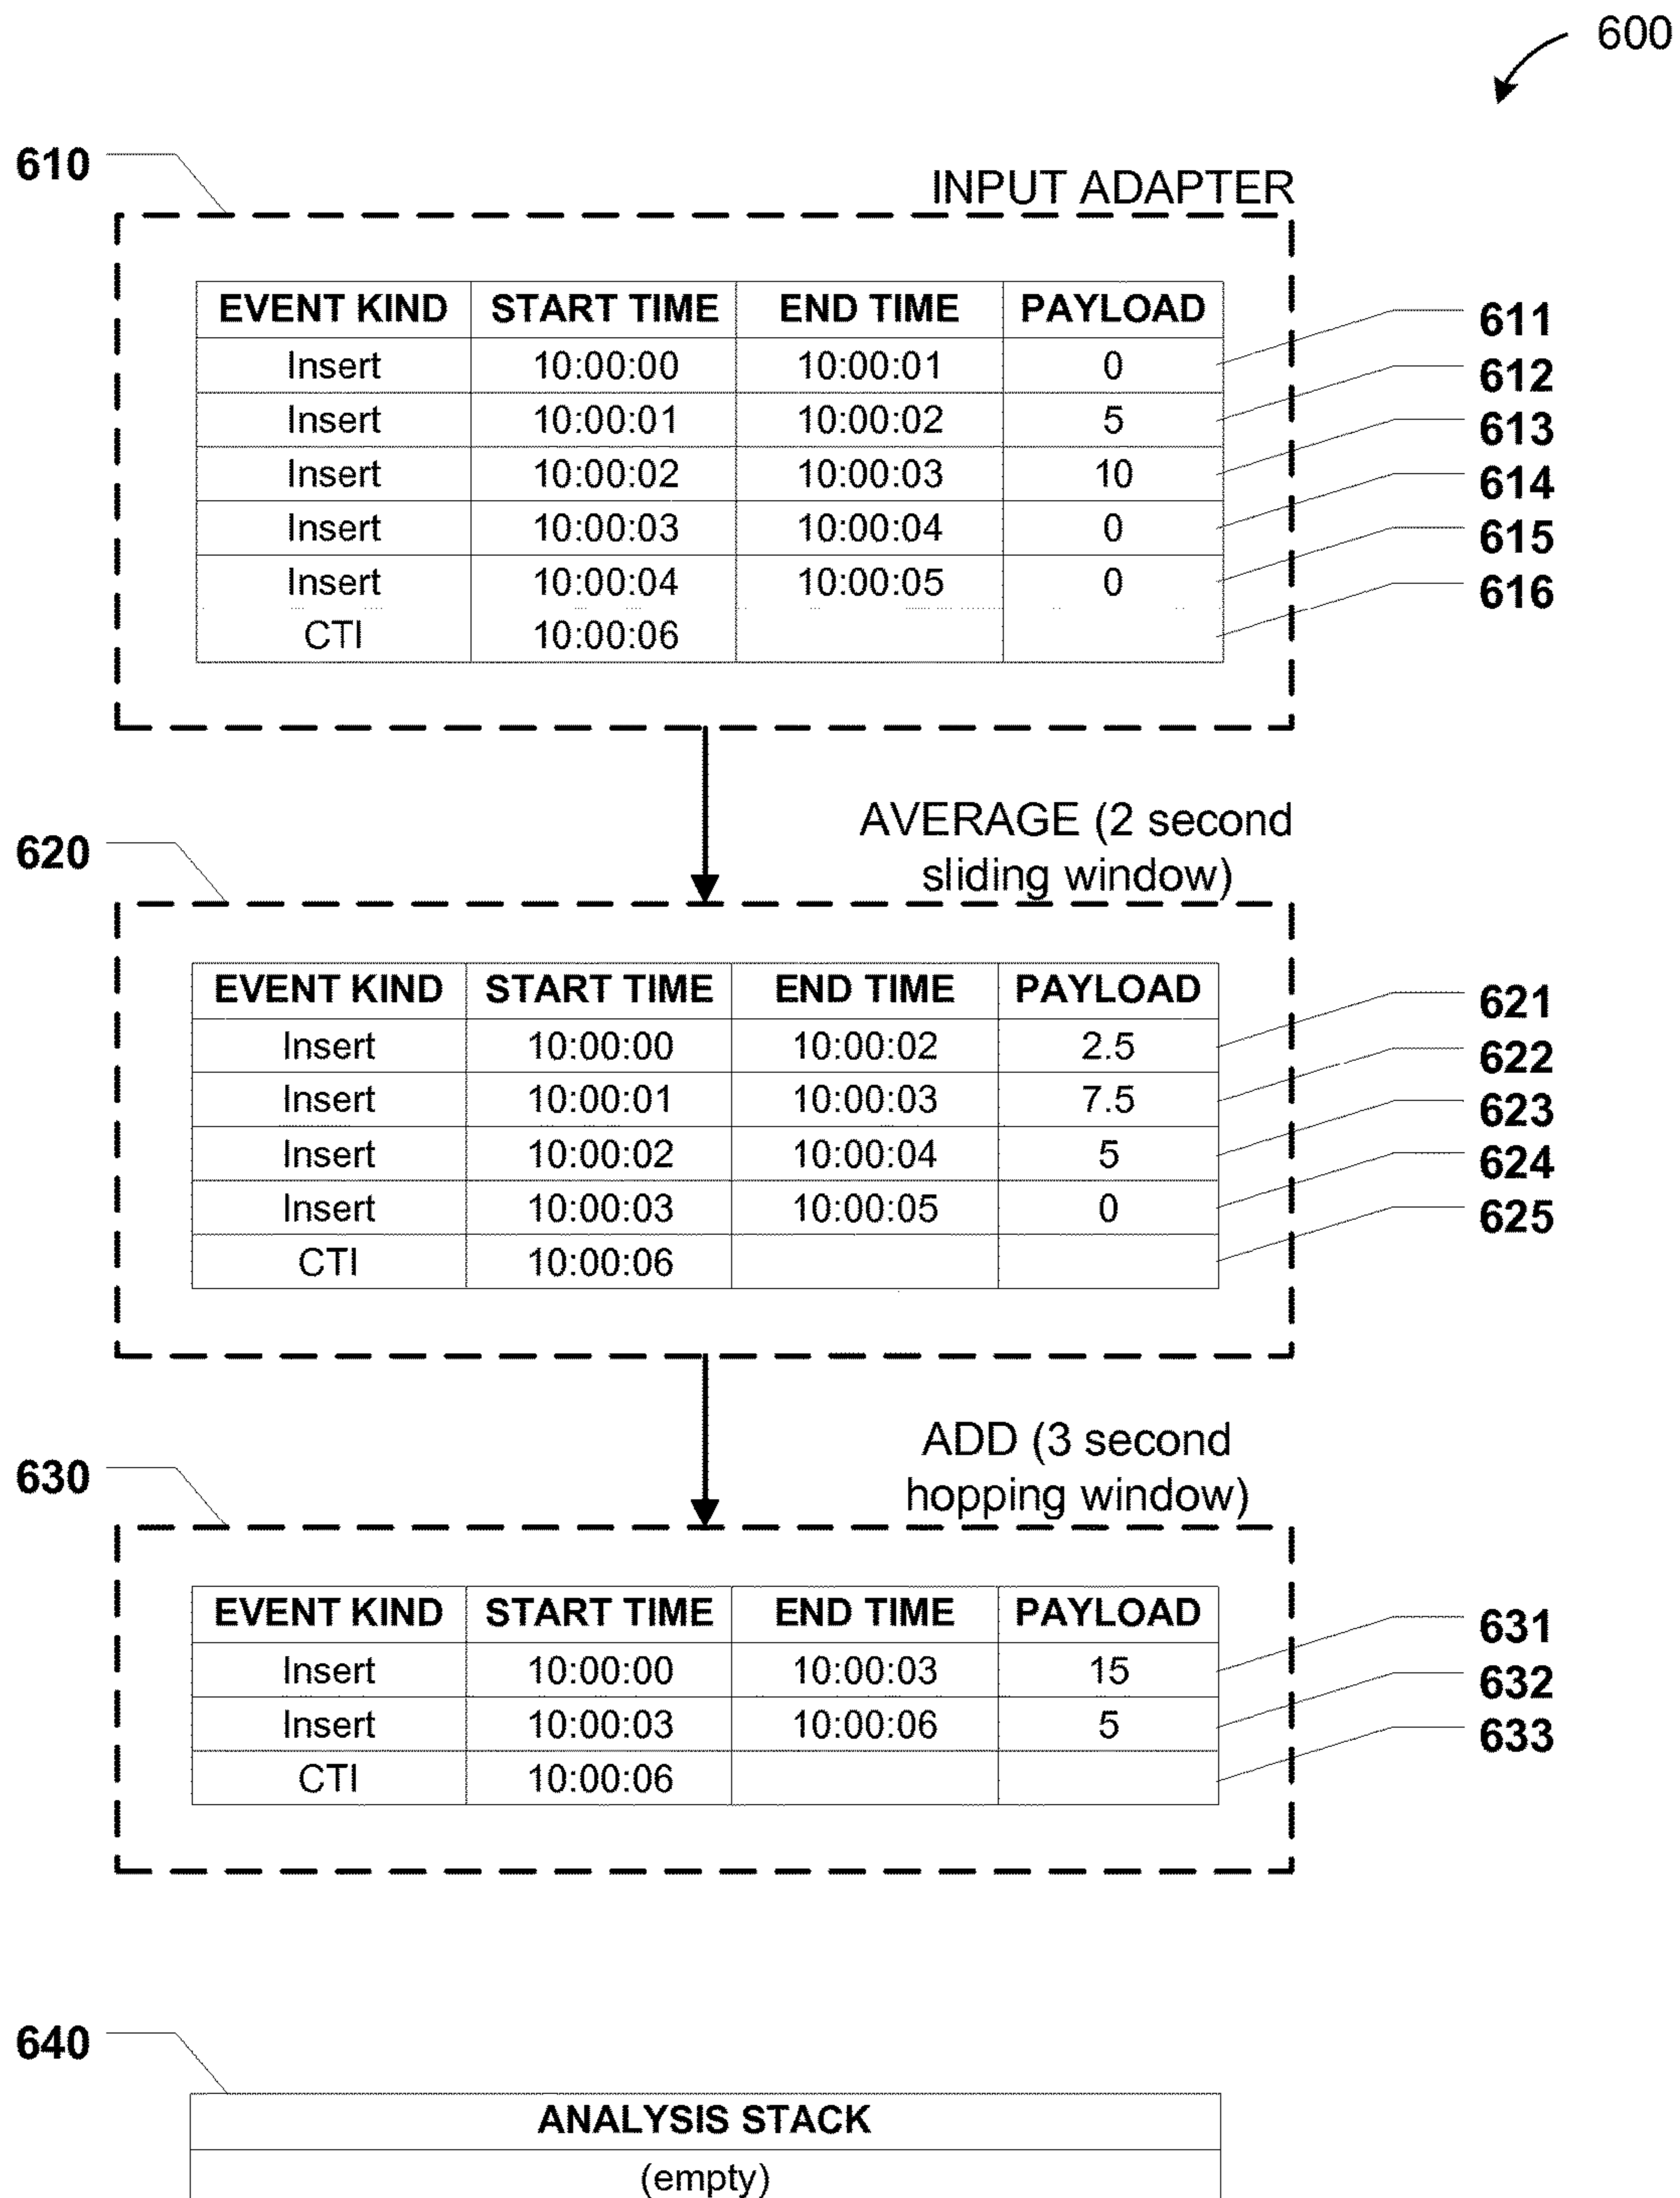 600
610
INPUT ADAPTER
EVENT KIND START TIME END TIME PAYLOAD
Insert 10:00:00 10:00:01 0 611
Insert 10:00:01 10:00:02 5 612
Insert 10:00:02 10:00:03 10 613
Insert 10:00:03 10:00:04 0 614
Insert 10:00:04 10:00:05 0 615
CTI 10:00:06 616
AVERAGE (2 second
sliding window)
620
EVENT KIND START TIME END TIME PAYLOAD
Insert 10:00:00 10:00:02 2.5 621
Insert 10:00:01 10:00:03 7.5 622
Insert 10:00:02 10:00:04 5 623
Insert 10:00:03 10:00:05 0 624
CTI 10:00:06 625
ADD (3 second
hopping window)
630
EVENT KIND START TIME END TIME PAYLOAD
Insert 10:00:00 10:00:03 15 631
Insert 10:00:03 10:00:06 5 632
CTI 10:00:06 633
640
ANALYSIS STACK
(empty)